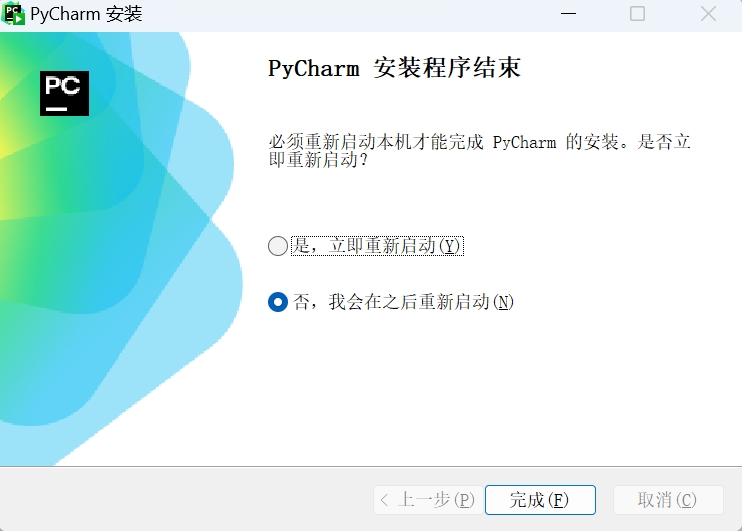 PyCharm 安装
PC
PyCharm 安装程序结束
必须重新启动本机才能完成 PyCharm 的安装。是否立
即重新启动？
是，立即重新启动(Y)
否，我会在之后重新启动(N)
< 上一步(P)
完成(F)
取消(C)